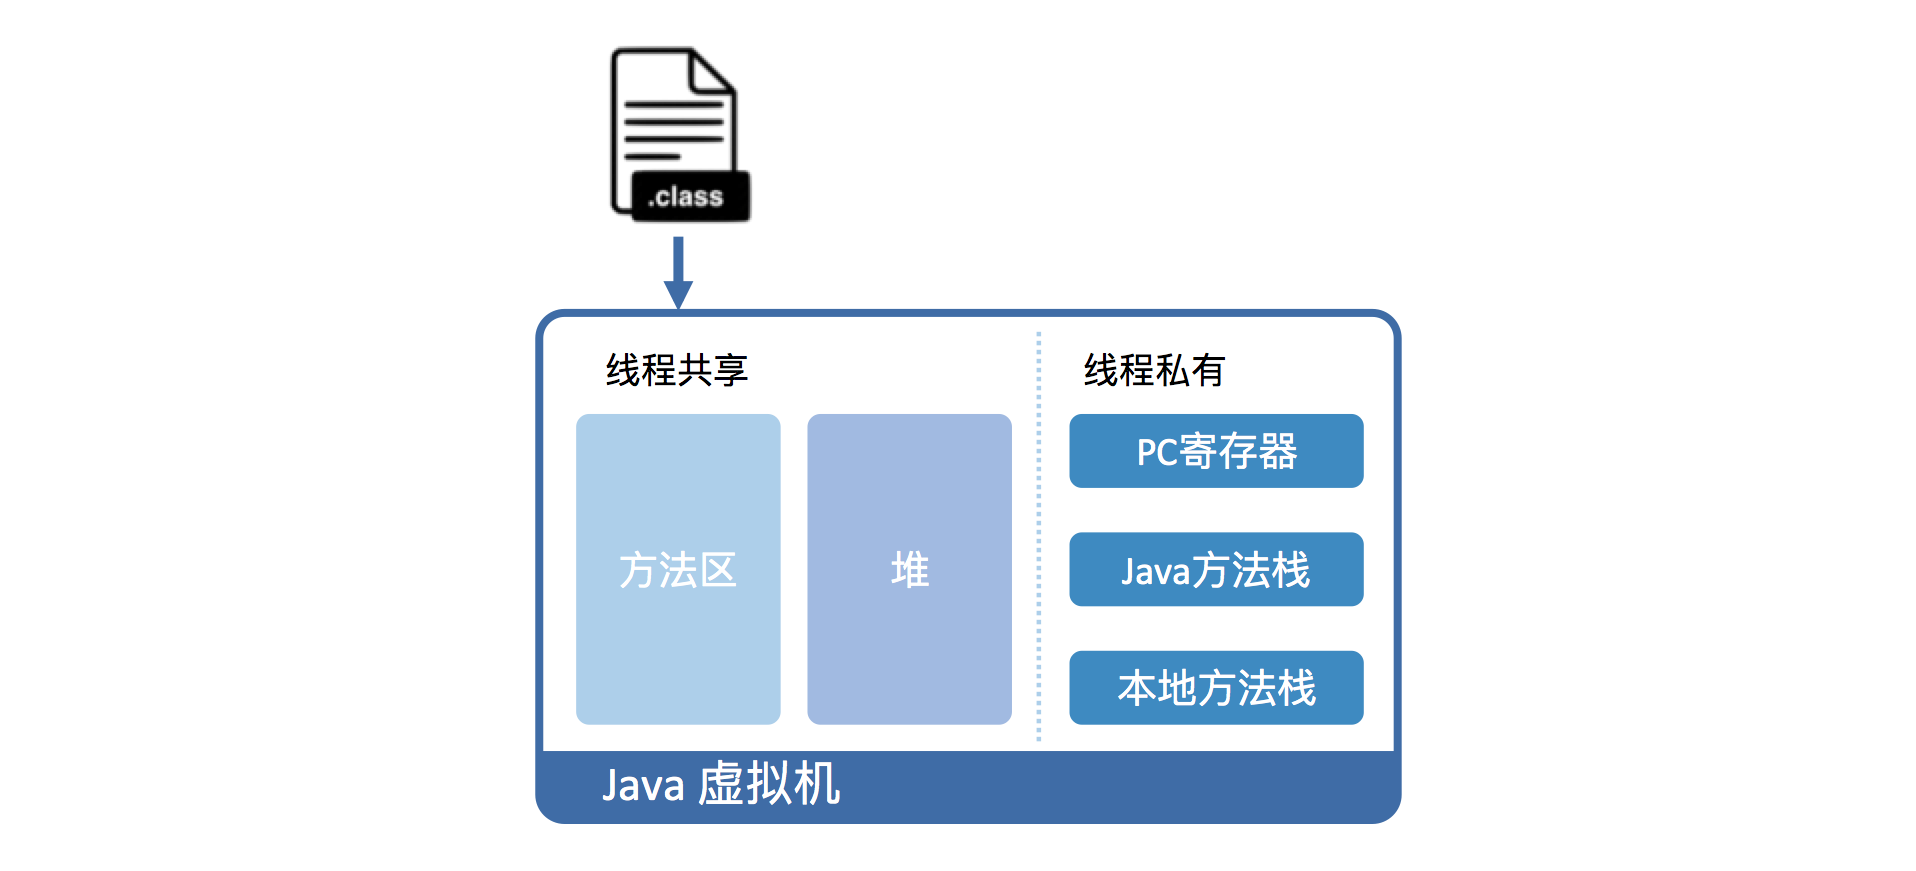 .class
线程共享
线程私有
方法区
堆
PC寄存器
Java方法栈
本地方法栈
Java 虚拟机